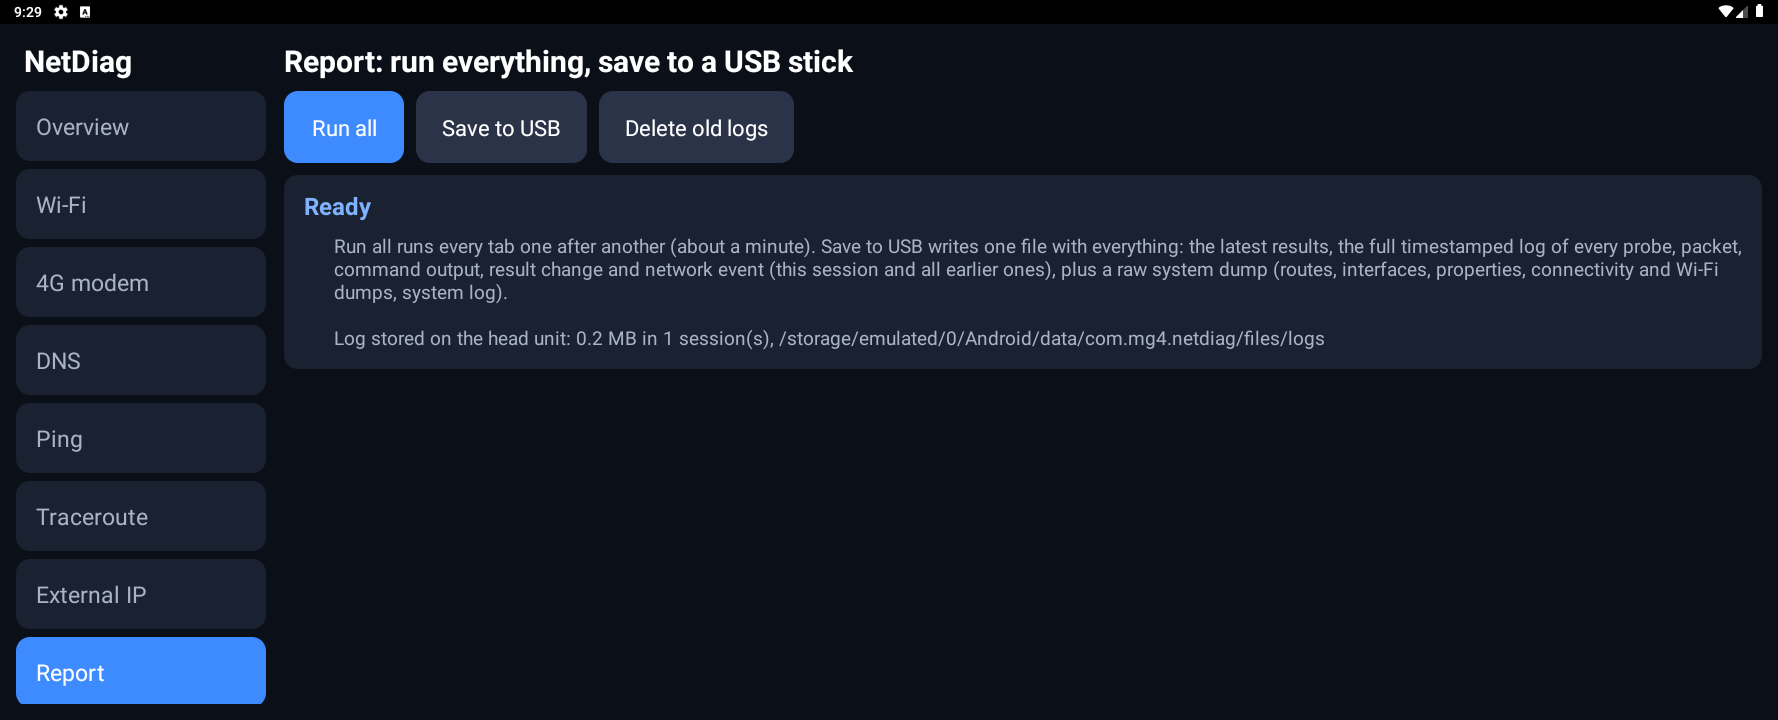 9:29
NetDiag
Overview
Wi-Fi
4G modem
DNS
Ping
Traceroute
External IP
Report
Report: run everything, save to a USB stick
Run all
Save to USB
Delete old logs
Ready
Run all runs every tab one after another (about a minute). Save to USB writes one file with everything: the latest results, the full timestamped log of every probe, packet,
command output, result change and network event (this session and all earlier ones), plus a raw system dump (routes, interfaces, properties, connectivity and Wi-Fi
dumps, system log).
Log stored on the head unit: 0.2 MB in 1 session(s), /storage/emulated/0/Android/data/com.mg4.netdiag/files/logs